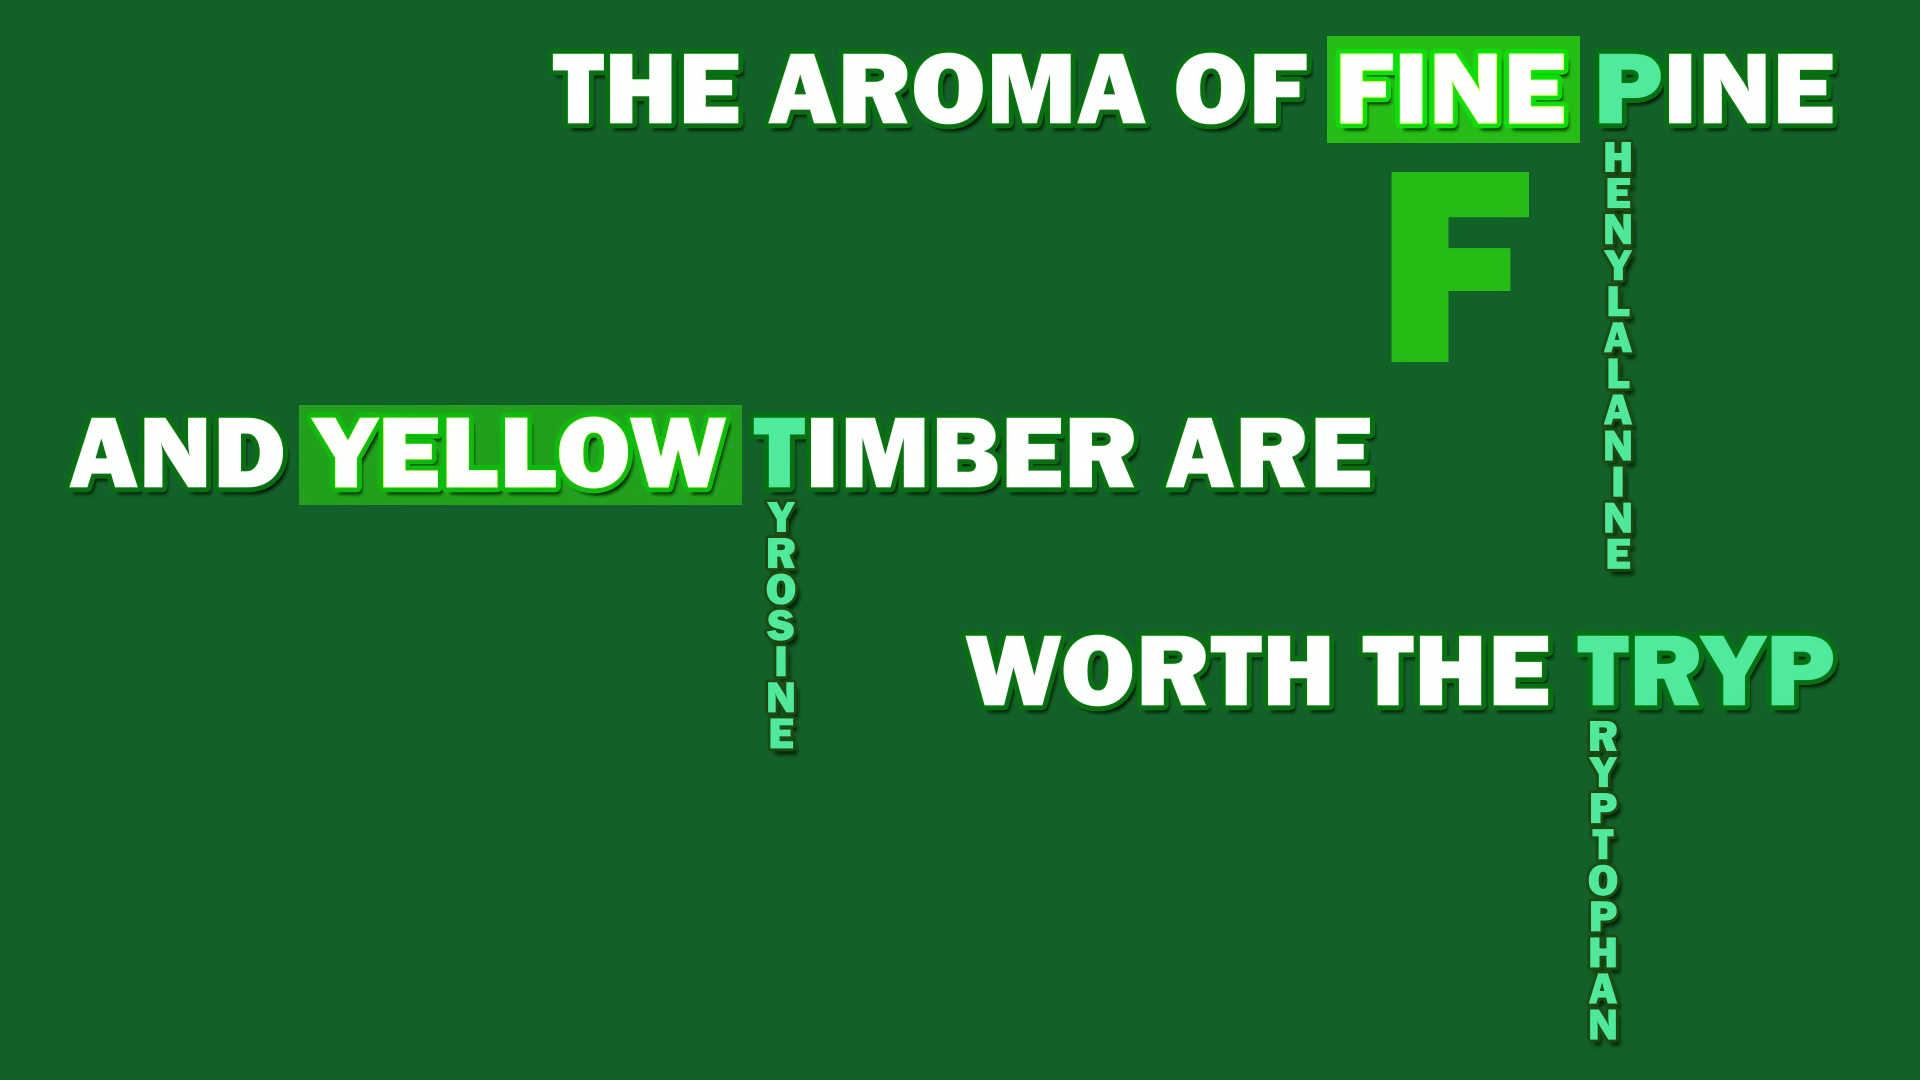 THE AROMA OF FINE PINE
HENYLALANINE
F
AND YELLOW TIMBER ARE
YROSINE
WORTH THE TRYP
RYPTOPHAN